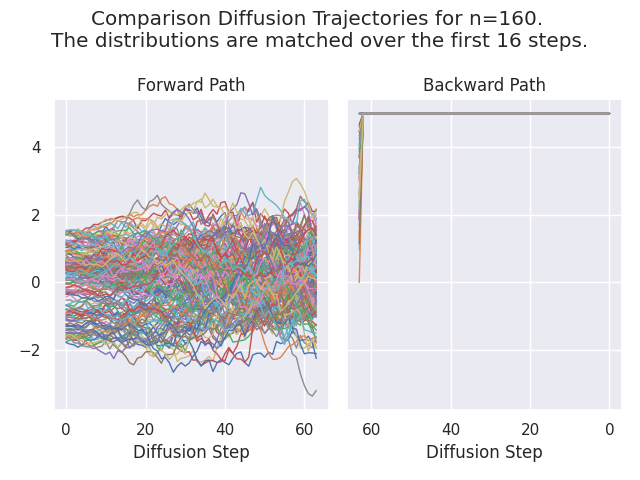 Comparison Diffusion Trajectories for n=160.
The distributions are matched over the first 16 steps.
Forward Path
Backward Path
4
2
0
−2
0 20 40 60
60 40 20 0
Diffusion Step
Diffusion Step